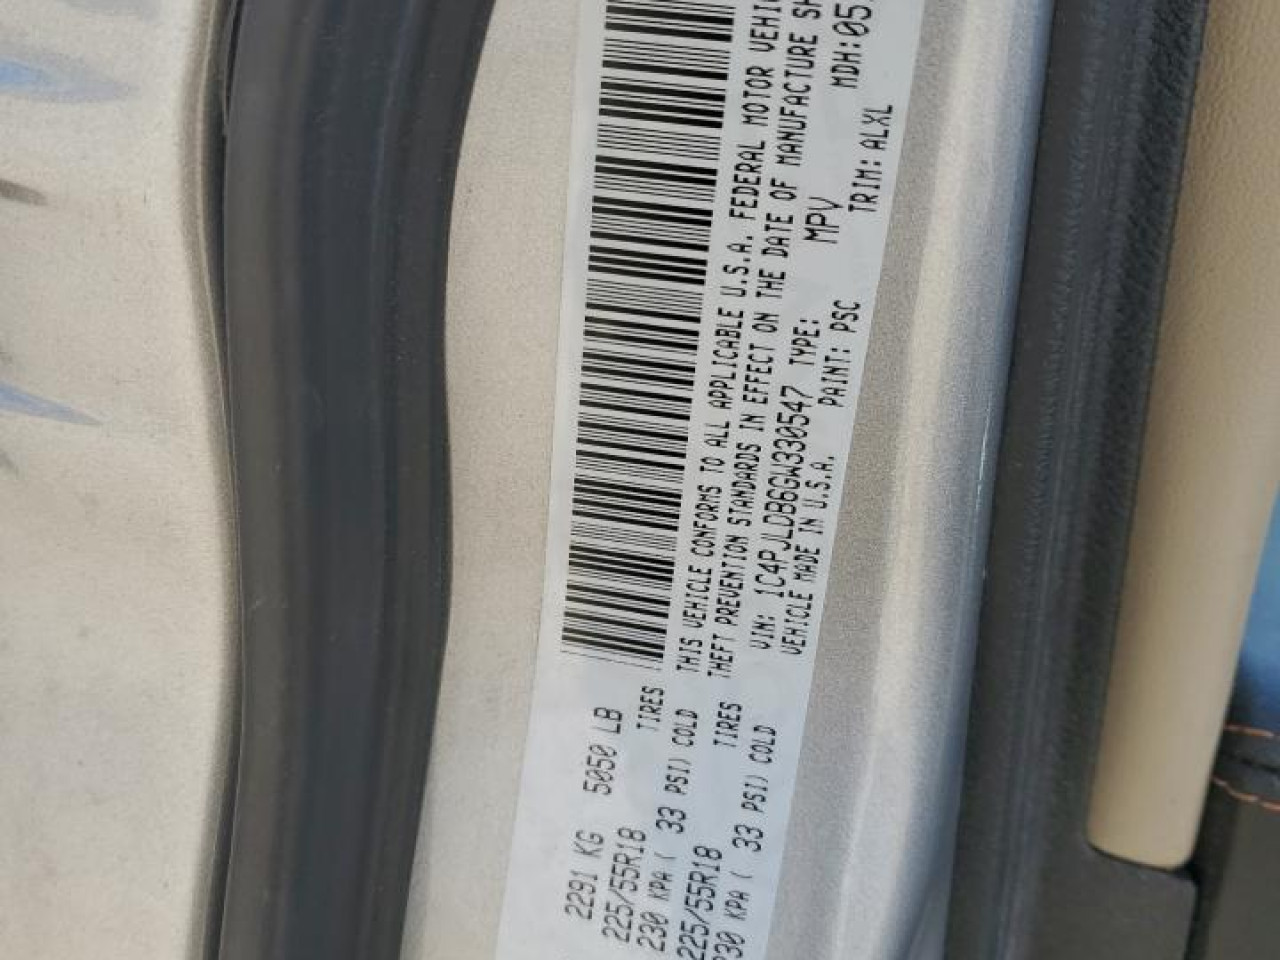 2291 KG 5050 LB
225/55R18 TIRES
230 KPA ( 33 PSI) COLD
225/55R18 TIRES
230 KPA ( 33 PSI) COLD
THIS VEHICLE CONFORMS TO ALL APPLICABLE U.S.A. FEDERAL MOTOR
THEFT PREVENTION STANDARDS IN EFFECT ON THE DATE OF MANUFACTURE
VIN: 1C4PJLDB6GW330547 TYPE: MPV MDH:05
VEHICLE MADE IN U.S.A. PAINT: PSC TRIM: ALXL